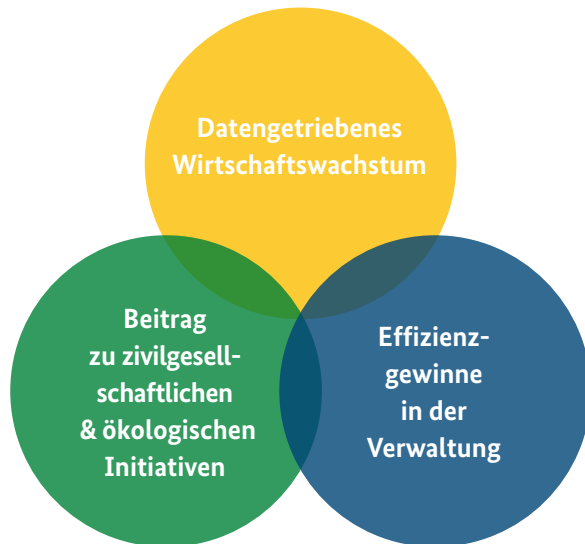 Datengetriebenes
Wirtschaftswachstum
Beitrag
zu zivilgesell-
schaftlichen
& ökologischen
Initiativen
Effizienz-
gewinne
in der
Verwaltung